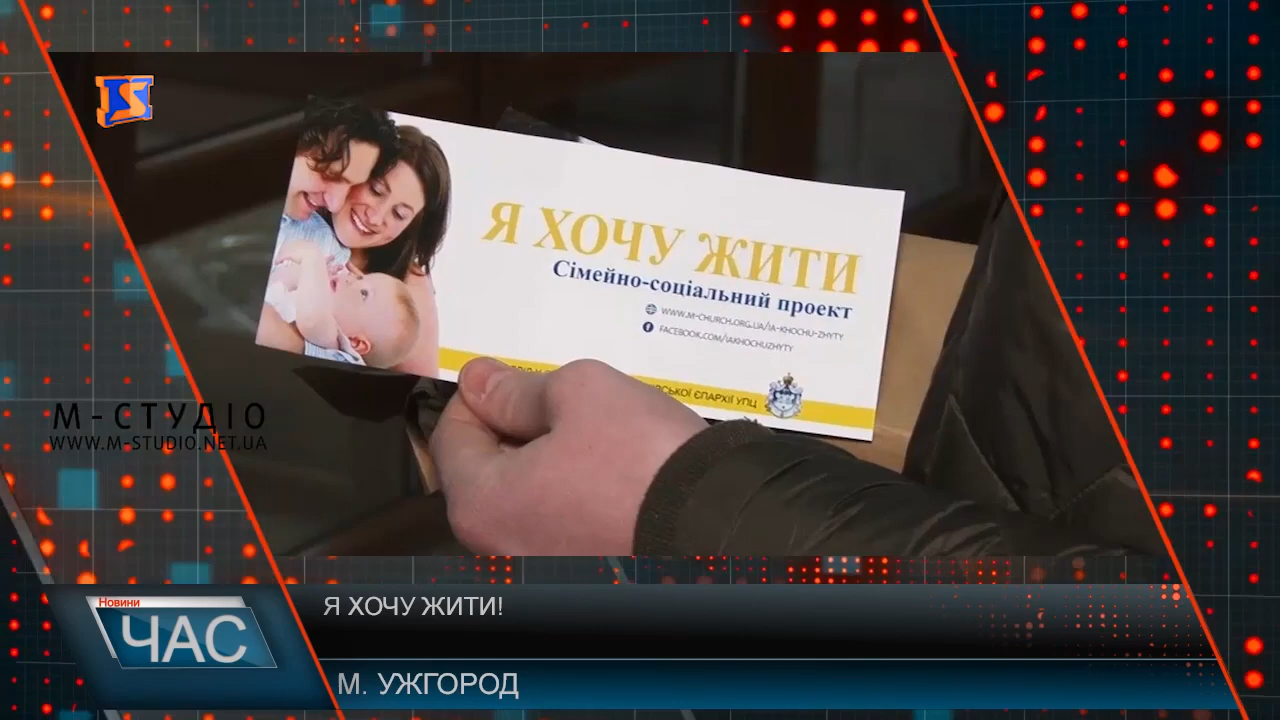 Я ХОЧУ ЖИТИ
Сімейно-соціальний проект
WWW.M-CHURCH.ORG.UA/IA-KHOCHU-ZHYTY
FACEBOOK.COM/IAKHOCHUZHYTY
ЄПАРХІЇ УПЦ
М-СТУДІО
WWW.M-STUDIO.NET.UA
Новини
ЧАС
Я ХОЧУ ЖИТИ!
М. УЖГОРОД